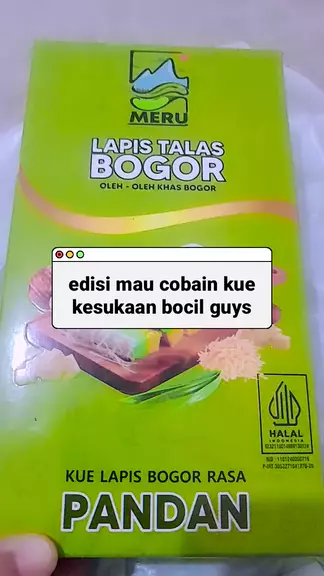 MERU
LAPIS TALAS
BOGOR
OLEH - OLEH KHAS BOGOR
edisi mau cobain kue
kesukaan bocil guys
HALAL
INDONESIA
KUE LAPIS BOGOR RASA
PANDAN